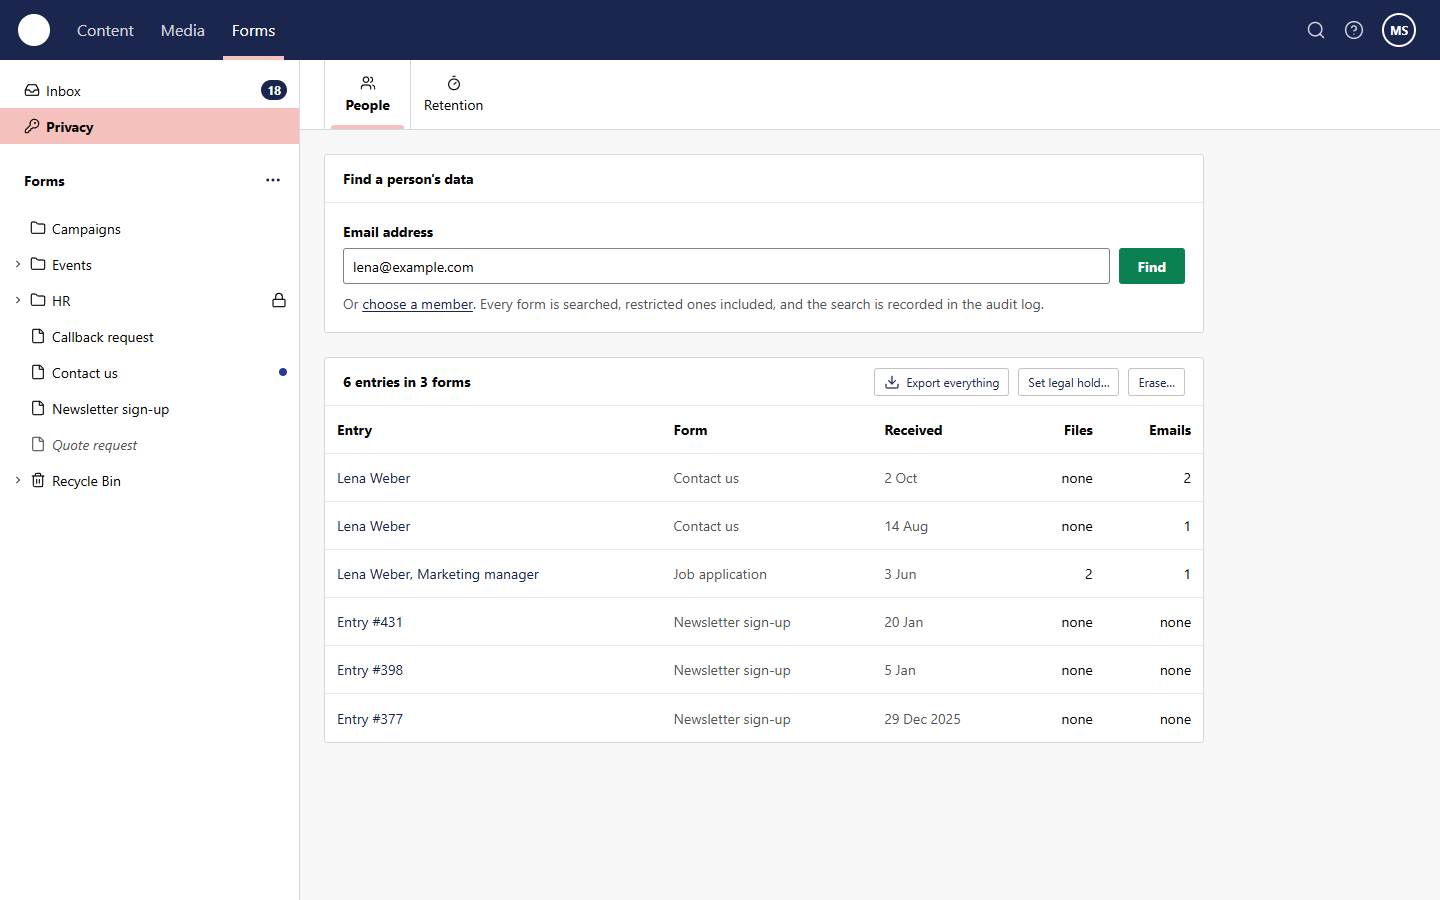 Content Media Forms MS
Inbox 18
Privacy
Forms
Campaigns
Events
HR
Callback request
Contact us
Newsletter sign-up
Quote request
Recycle Bin
People Retention
Find a person's data
Email address
lena@example.com Find
Or choose a member. Every form is searched, restricted ones included, and the search is recorded in the audit log.
6 entries in 3 forms Export everything Set legal hold... Erase...
Entry Form Received Files Emails
Lena Weber Contact us 2 Oct none 2
Lena Weber Contact us 14 Aug none 1
Lena Weber, Marketing manager Job application 3 Jun 2 1
Entry #431 Newsletter sign-up 20 Jan none none
Entry #398 Newsletter sign-up 5 Jan none none
Entry #377 Newsletter sign-up 29 Dec 2025 none none